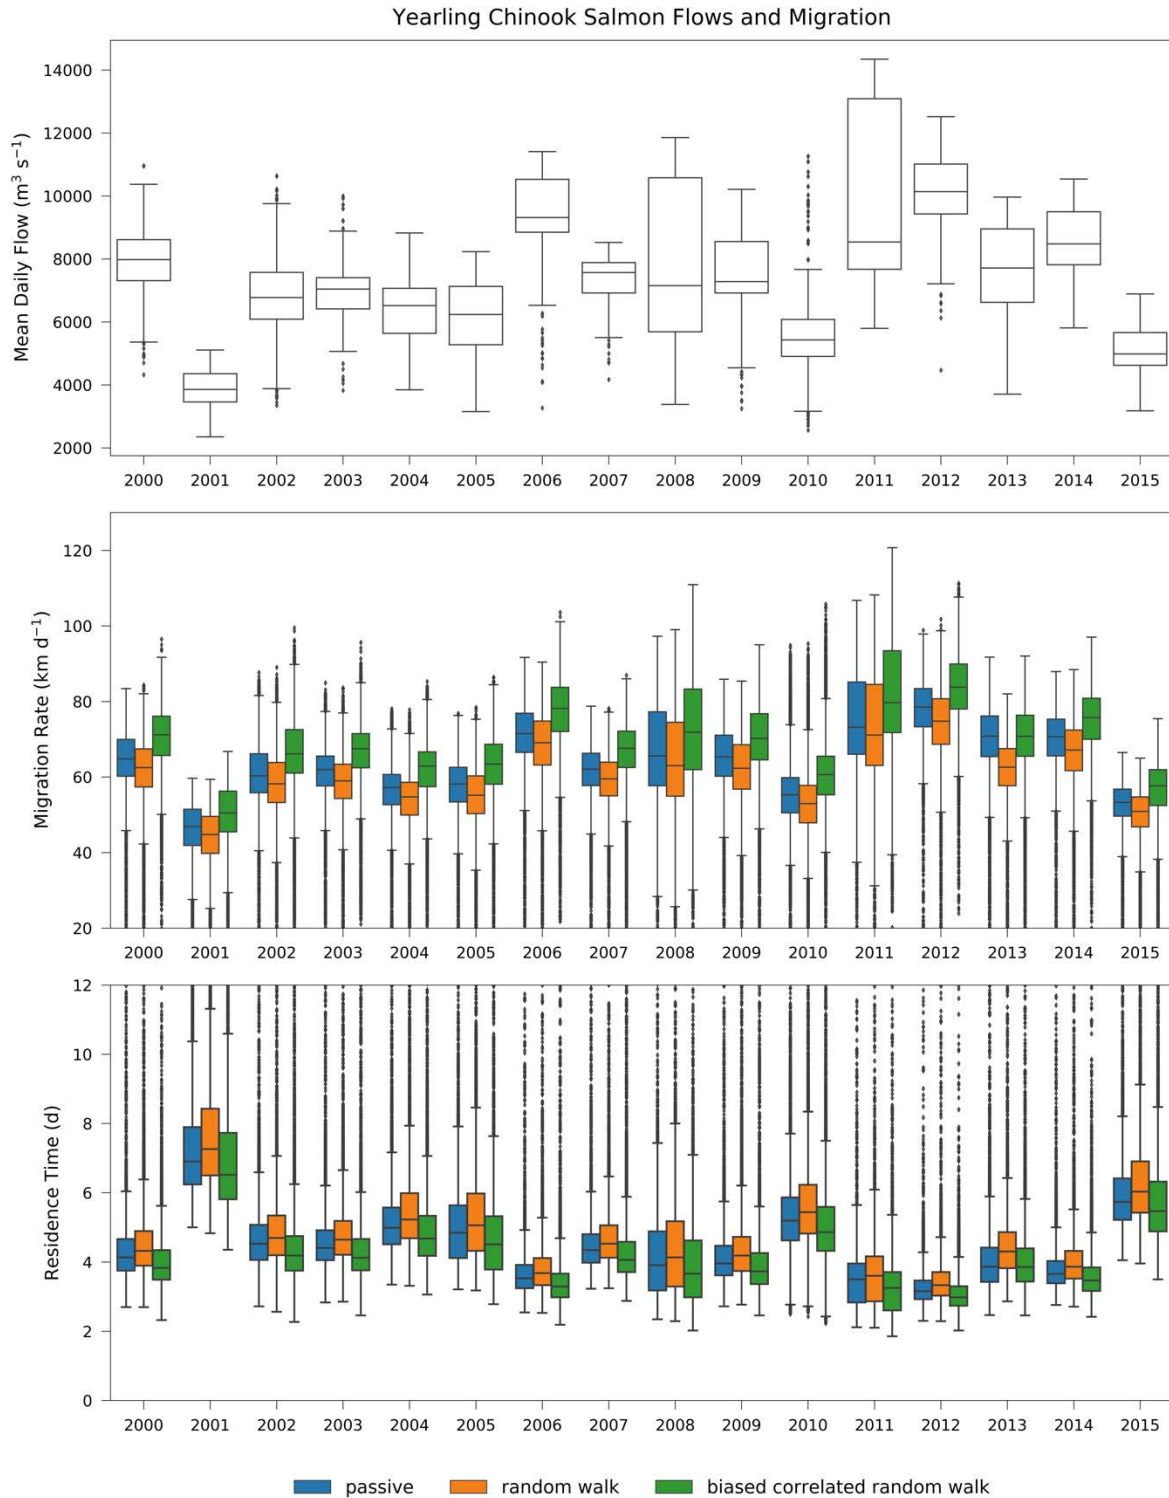 Yearling Chinook Salmon Flows and Migration
Mean Daily Flow (m³ s⁻¹)
14000
12000
10000
8000
6000
4000
2000
2000 2001 2002 2003 2004 2005 2006 2007 2008 2009 2010 2011 2012 2013 2014 2015
Migration Rate (km d⁻¹)
120
100
80
60
40
20
2000 2001 2002 2003 2004 2005 2006 2007 2008 2009 2010 2011 2012 2013 2014 2015
Residence Time (d)
12
10
8
6
4
2
0
2000 2001 2002 2003 2004 2005 2006 2007 2008 2009 2010 2011 2012 2013 2014 2015
passive random walk biased correlated random walk